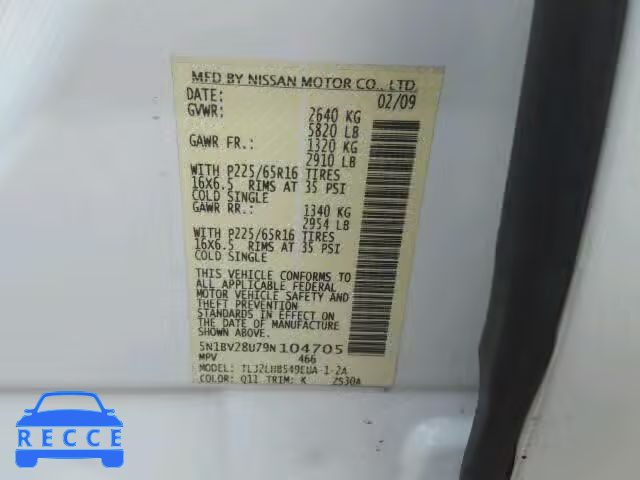 MFD BY NISSAN MOTOR CO., LTD.
DATE: 02/09
GVWR: 2640 KG
5820 LB
GAWR FR.: 1320 KG
2910 LB
WITH P225/65R16 TIRES
16X6.5 RIMS AT 35 PSI
COLD SINGLE
GAWR RR.: 1340 KG
2954 LB
WITH P225/65R16 TIRES
16X6.5 RIMS AT 35 PSI
COLD SINGLE
THIS VEHICLE CONFORMS TO
ALL APPLICABLE FEDERAL
MOTOR VEHICLE SAFETY AND
THEFT PREVENTION
STANDARDS IN EFFECT ON
THE DATE OF MANUFACTURE
SHOWN ABOVE.
5N1BV28U79N104705
MPV 466
MODEL: TLJ2LHB549EUA-1-2A
COLOR: Q11 TRIM: K 2530A